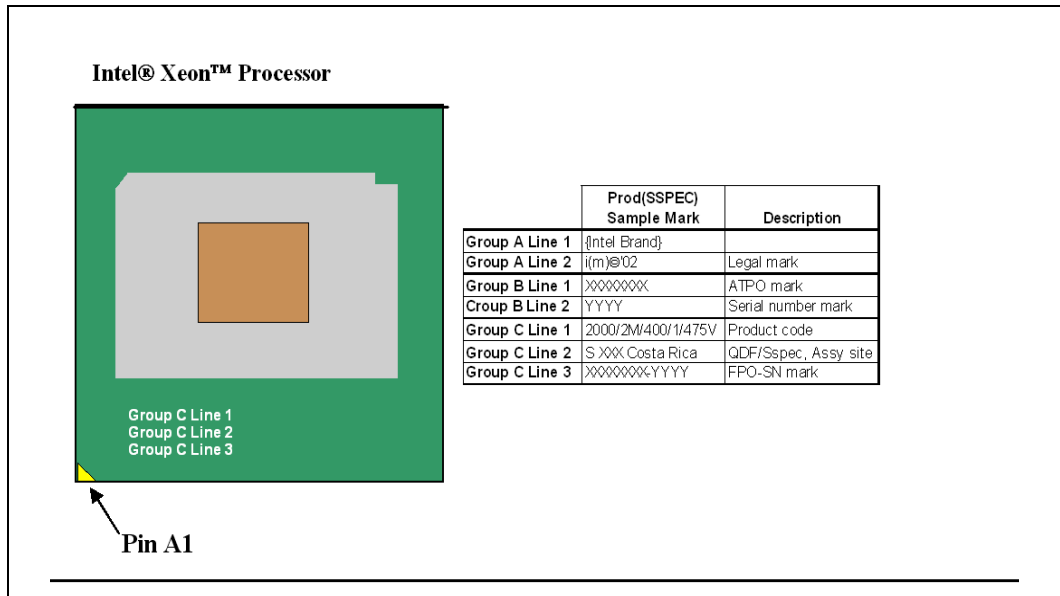 Intel® Xeon™ Processor
Prod(SSPEC)
Sample Mark Description
Group A Line 1 {Intel Brand}
Group A Line 2 i(m)©'02 Legal mark
Group B Line 1 XXXXXXXX ATPO mark
Croup B Line 2 YYYY Serial number mark
Group C Line 1 2000/2M/400/1/475V Product code
Group C Line 2 S XXX Costa Rica QDF/Sspec, Assy site
Group C Line 3 XXXXXXXX-YYYY FPO-SN mark
Group C Line 1
Group C Line 2
Group C Line 3
Pin A1